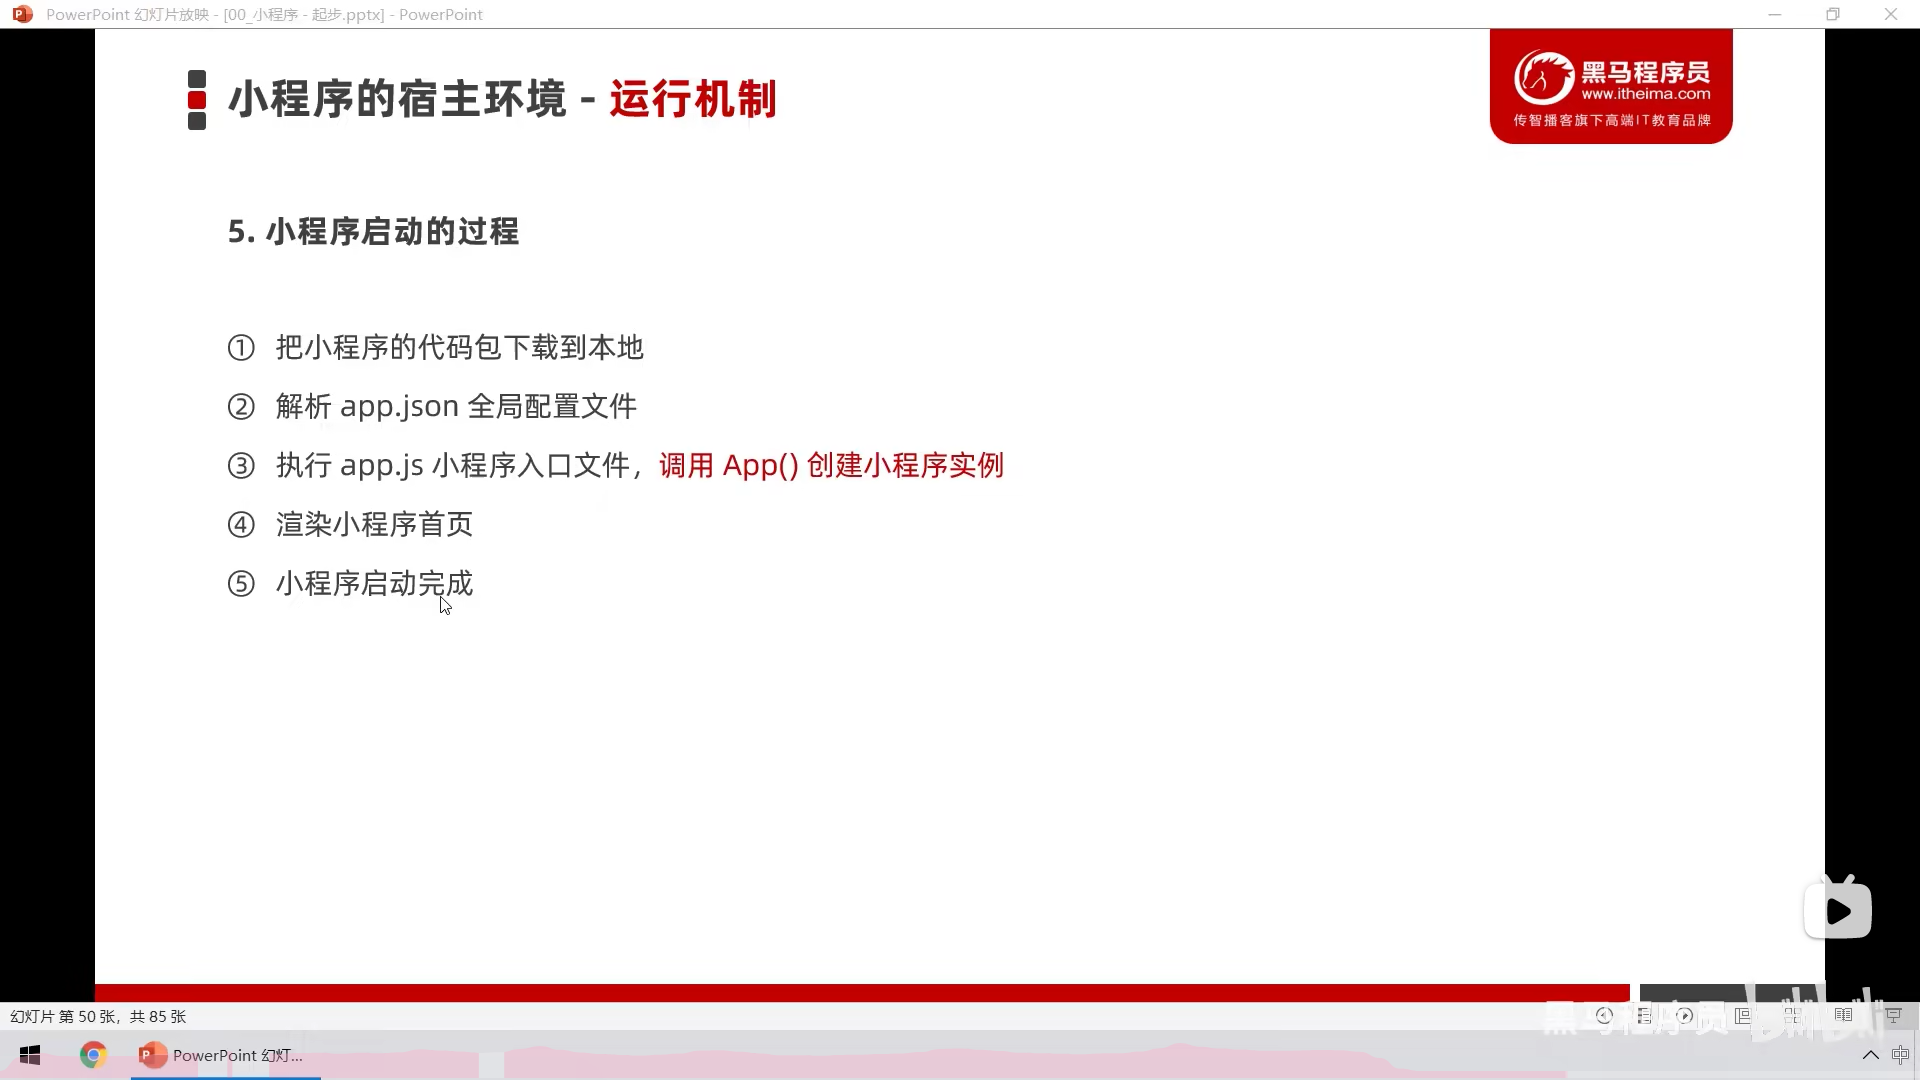 PowerPoint 幻灯片放映 - [00_小程序 - 起步.pptx] - PowerPoint
小程序的宿主环境 - 运行机制
黑马程序员
www.itheima.com
传智播客旗下高端IT教育品牌
5. 小程序启动的过程
① 把小程序的代码包下载到本地
② 解析 app.json 全局配置文件
③ 执行 app.js 小程序入口文件，调用 App() 创建小程序实例
④ 渲染小程序首页
⑤ 小程序启动完成
幻灯片 第 50 张，共 85 张
黑马程序员
PowerPoint 幻灯...
中